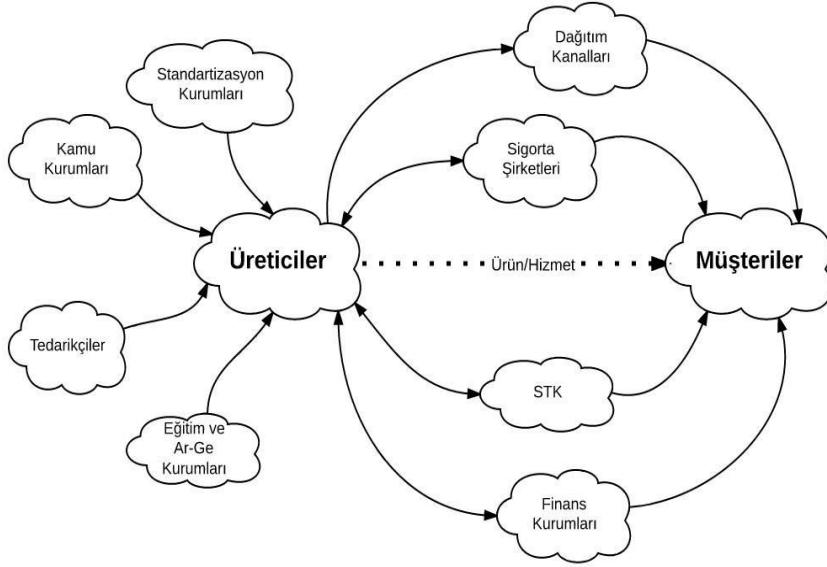 Dağıtım
Kanalları
Standartizasyon
Kurumları
Kamu
Kurumları
Sigorta
Şirketleri
Üreticiler
Ürün/Hizmet
Müşteriler
Tedarikçiler
STK
Eğitim ve
Ar-Ge
Kurumları
Finans
Kurumları